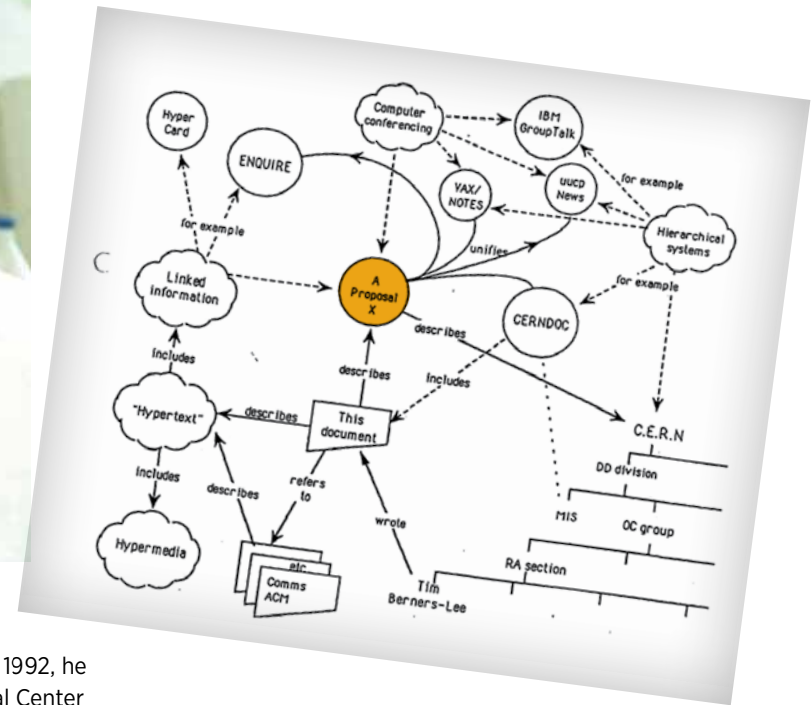 Hyper
Card
ENQUIRE
Computer
conferencing
IBM
GroupTalk
VAX/
NOTES
uucp
News
for example
Hierarchical
systems
for example
unifies
for example
Linked
information
A
Proposal
X
CERNDOC
describes
includes
describes
includes
"Hypertext"
describes
This
document
C.E.R.N
DD division
includes
describes
refers
to
wrote
MIS
OC group
RA section
Hypermedia
etc
Comms
ACM
Tim
Berners-Lee
C
1992, he
al Center